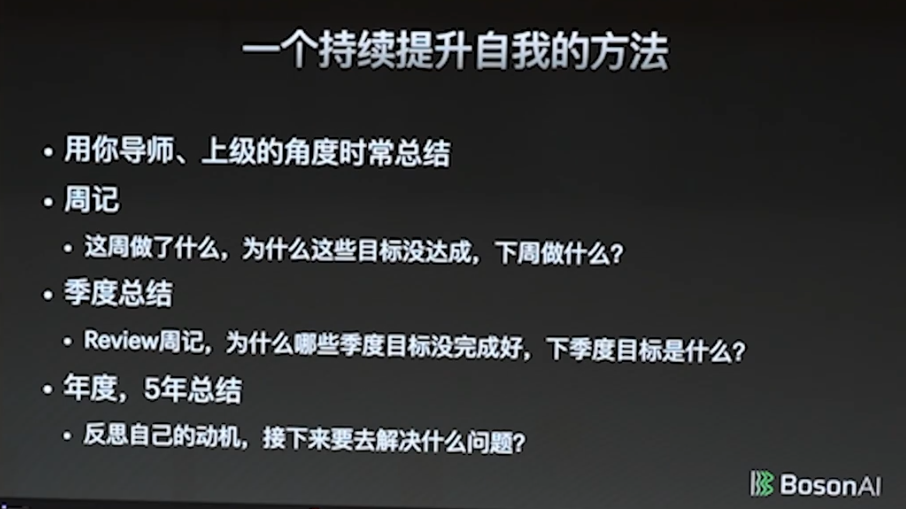 一个持续提升自我的方法
• 用你导师、上级的角度时常总结
• 周记
• 这周做了什么，为什么这些目标没达成，下周做什么？
• 季度总结
• Review周记，为什么哪些季度目标没完成好，下季度目标是什么？
• 年度，5年总结
• 反思自己的动机，接下来要去解决什么问题？
BosonAI